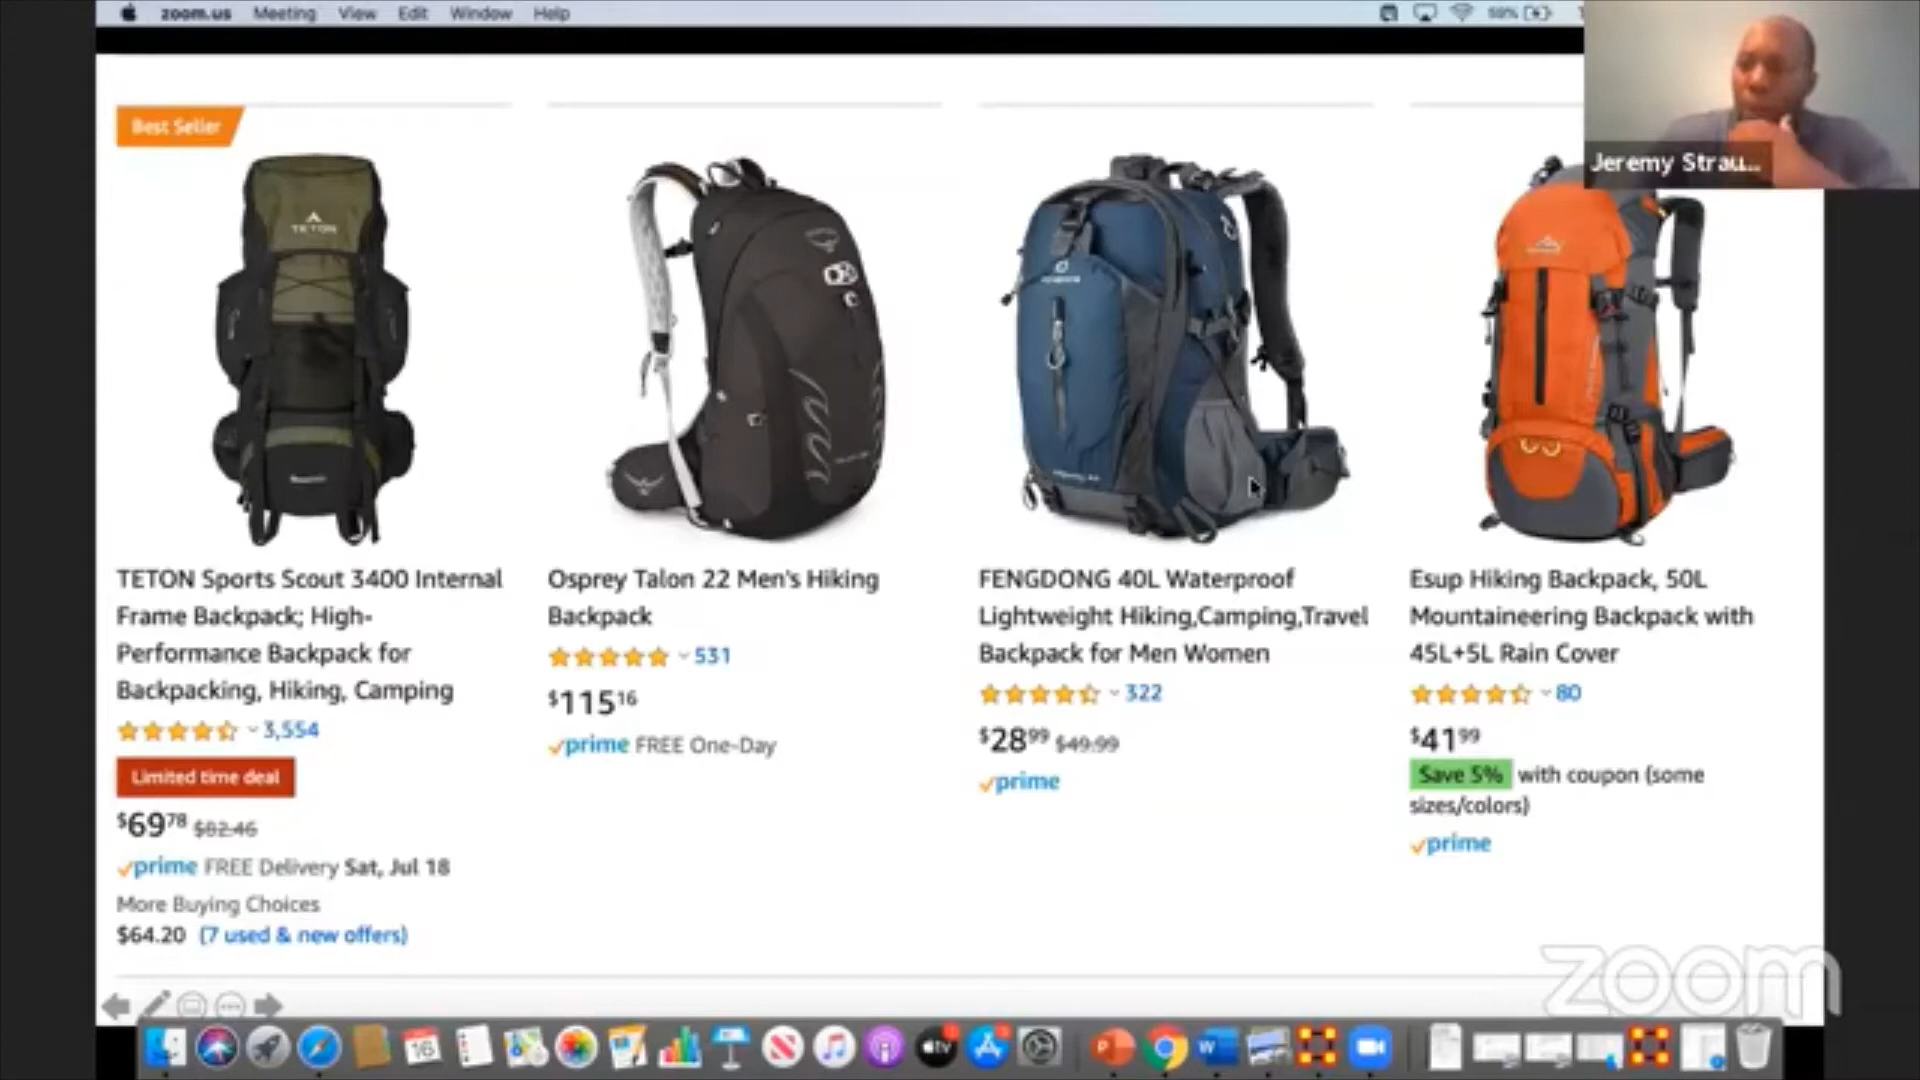 zoom.us Meeting View Edit Window Help
59%
Jeremy Strau...
Best Seller
TETON
TETON Sports Scout 3400 Internal
Frame Backpack; High-
Performance Backpack for
Backpacking, Hiking, Camping
3,554
Limited time deal
$69.78 $82.46
prime FREE Delivery Sat, Jul 18
More Buying Choices
$64.20 (7 used & new offers)
Osprey Talon 22 Men's Hiking
Backpack
531
$115.16
prime FREE One-Day
FENGDONG 40L Waterproof
Lightweight Hiking,Camping,Travel
Backpack for Men Women
322
$28.99 $49.99
prime
Esup Hiking Backpack, 50L
Mountaineering Backpack with
45L+5L Rain Cover
80
$41.99
Save 5% with coupon (some
sizes/colors)
prime
zoom
16
tv
P
W